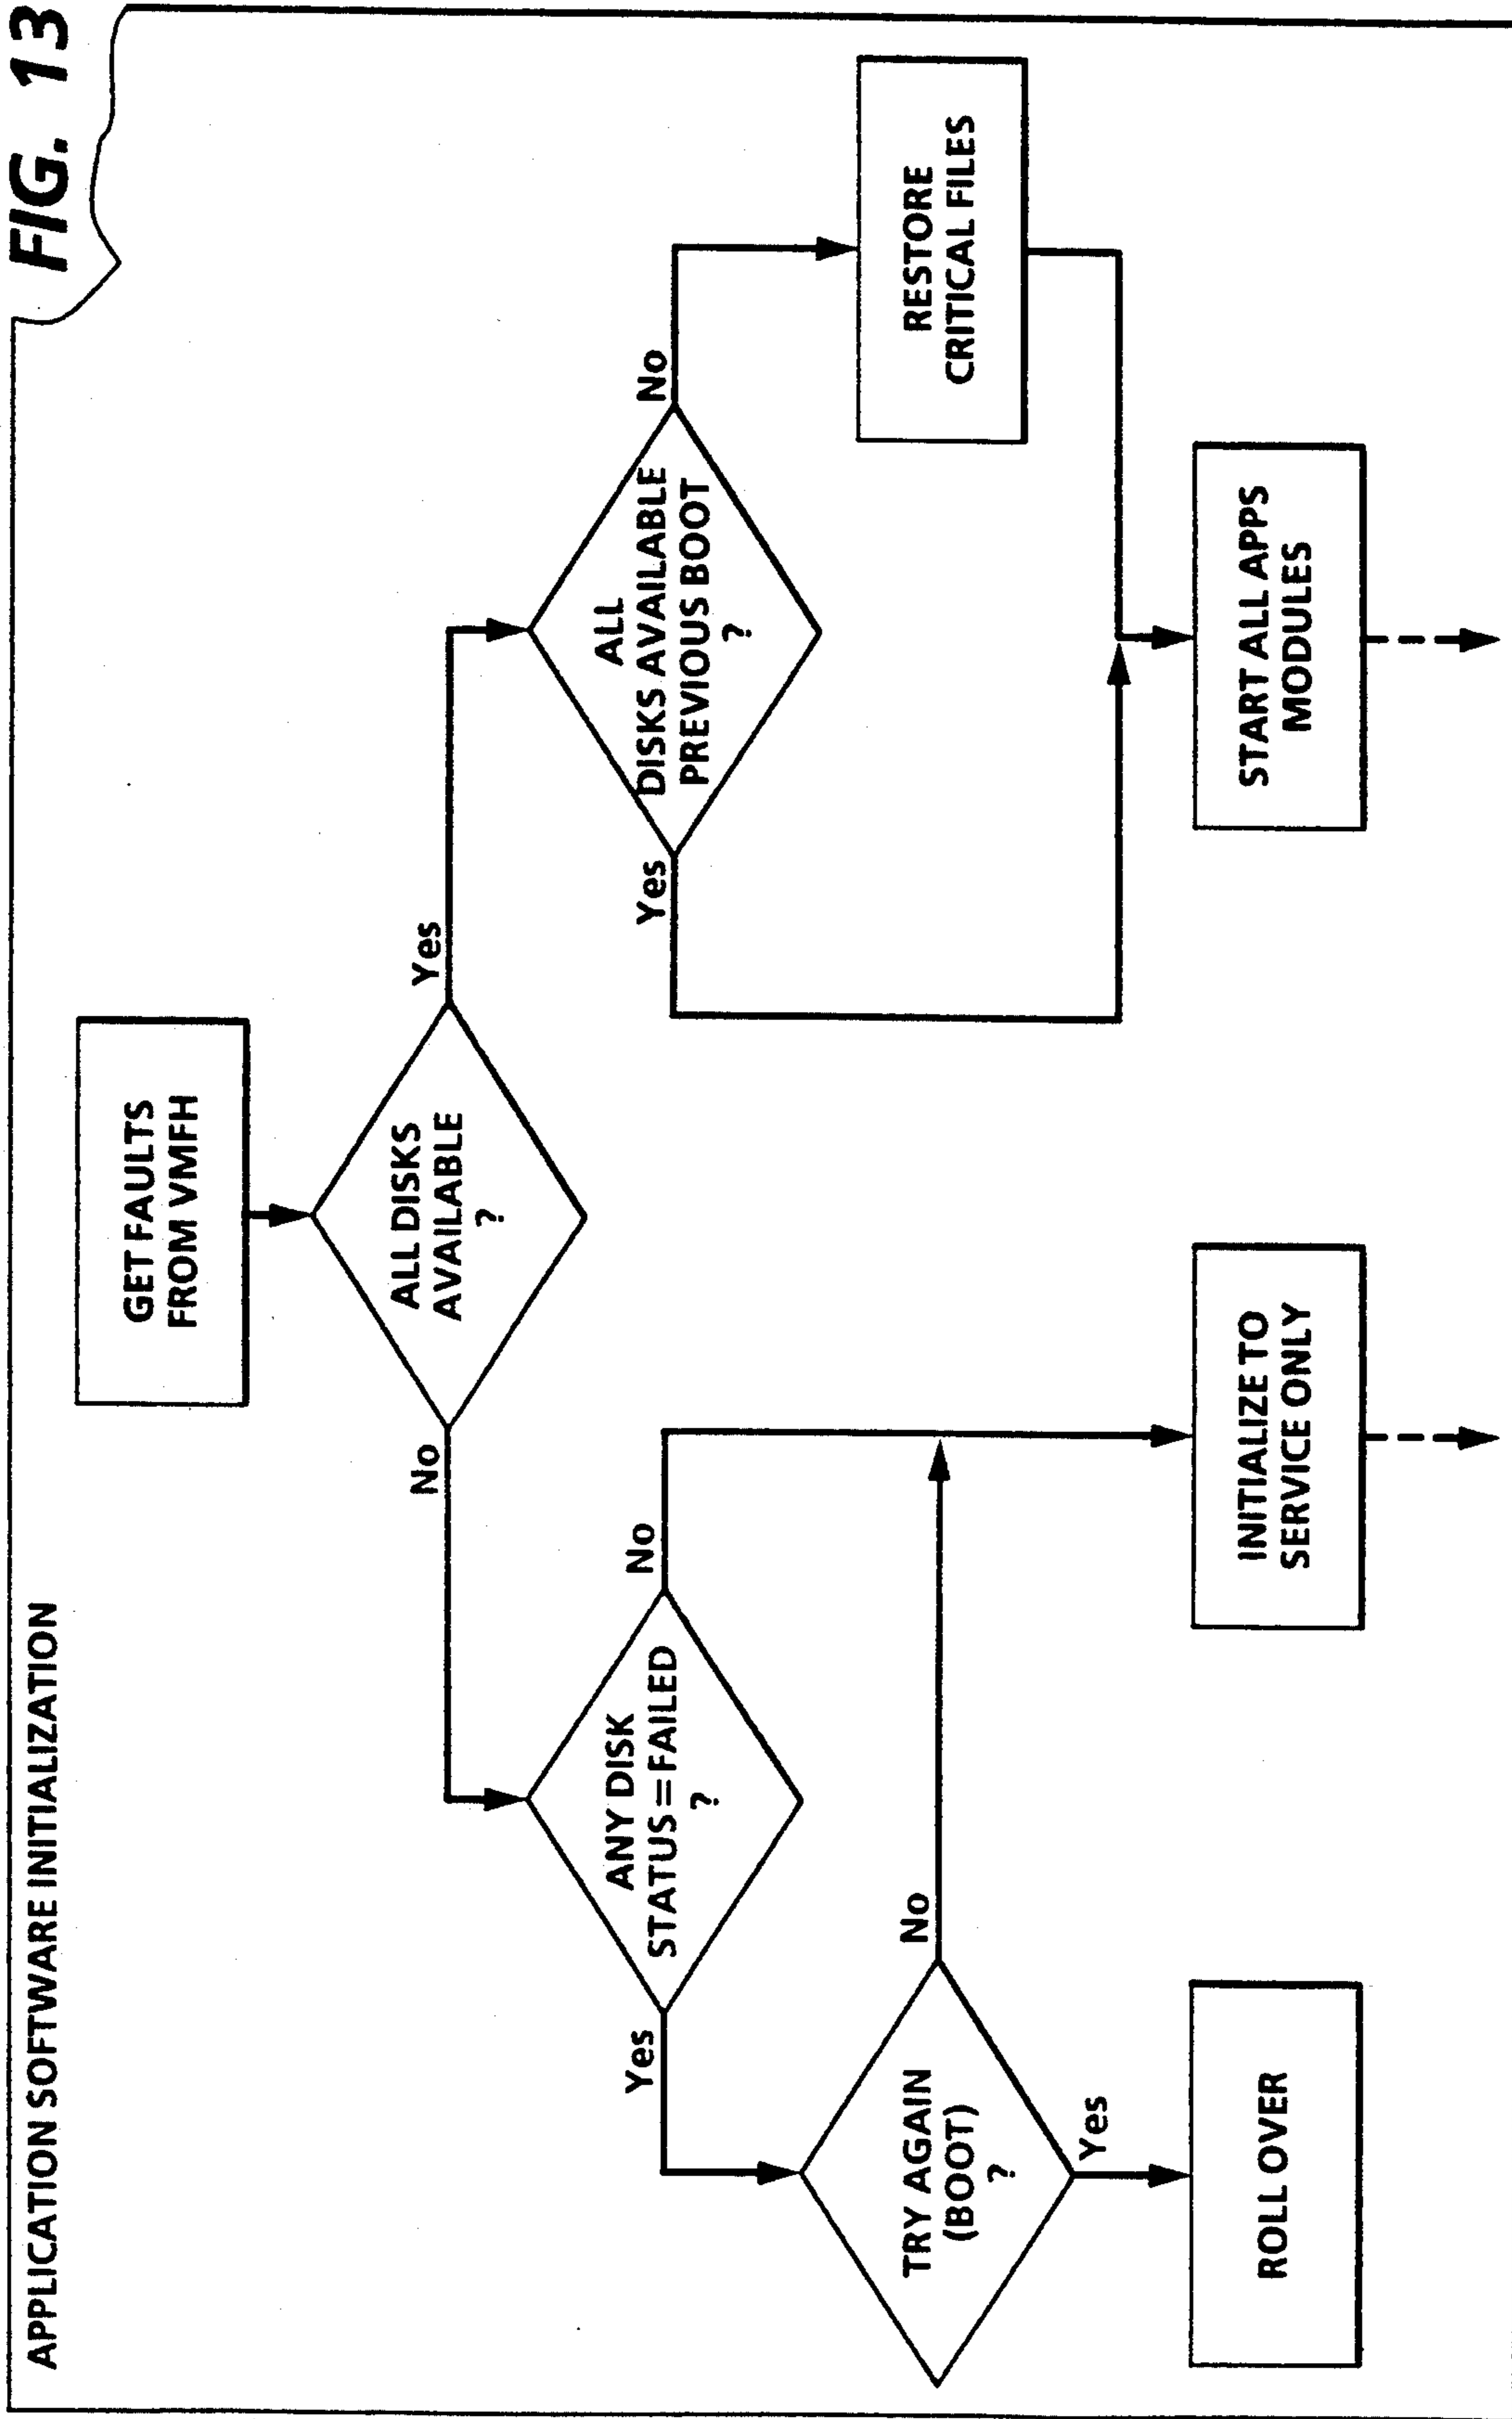 FIG. 13
APPLICATION SOFTWARE INITIALIZATION
GET FAULTS
FROM VMFH
ALL DISKS
AVAILABLE
?
No
Yes
ANY DISK
STATUS=FAILED
?
Yes
No
ALL
DISKS AVAILABLE
PREVIOUS BOOT
?
Yes
No
TRY AGAIN
(BOOT)
?
No
Yes
RESTORE
CRITICAL FILES
ROLL OVER
INITIALIZE TO
SERVICE ONLY
START ALL APPS
MODULES